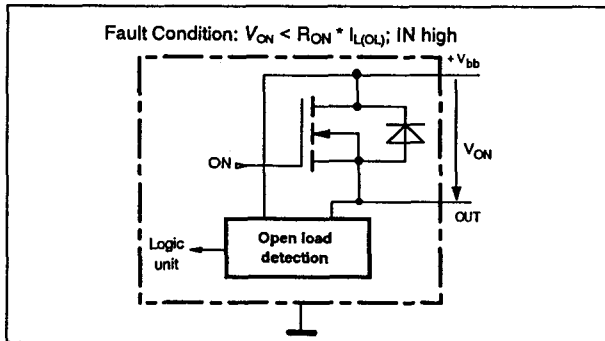 Fault Condition: V_ON < R_ON * I_L(OL); IN high
+ V_bb
V_ON
ON
OUT
Logic
unit
Open load
detection